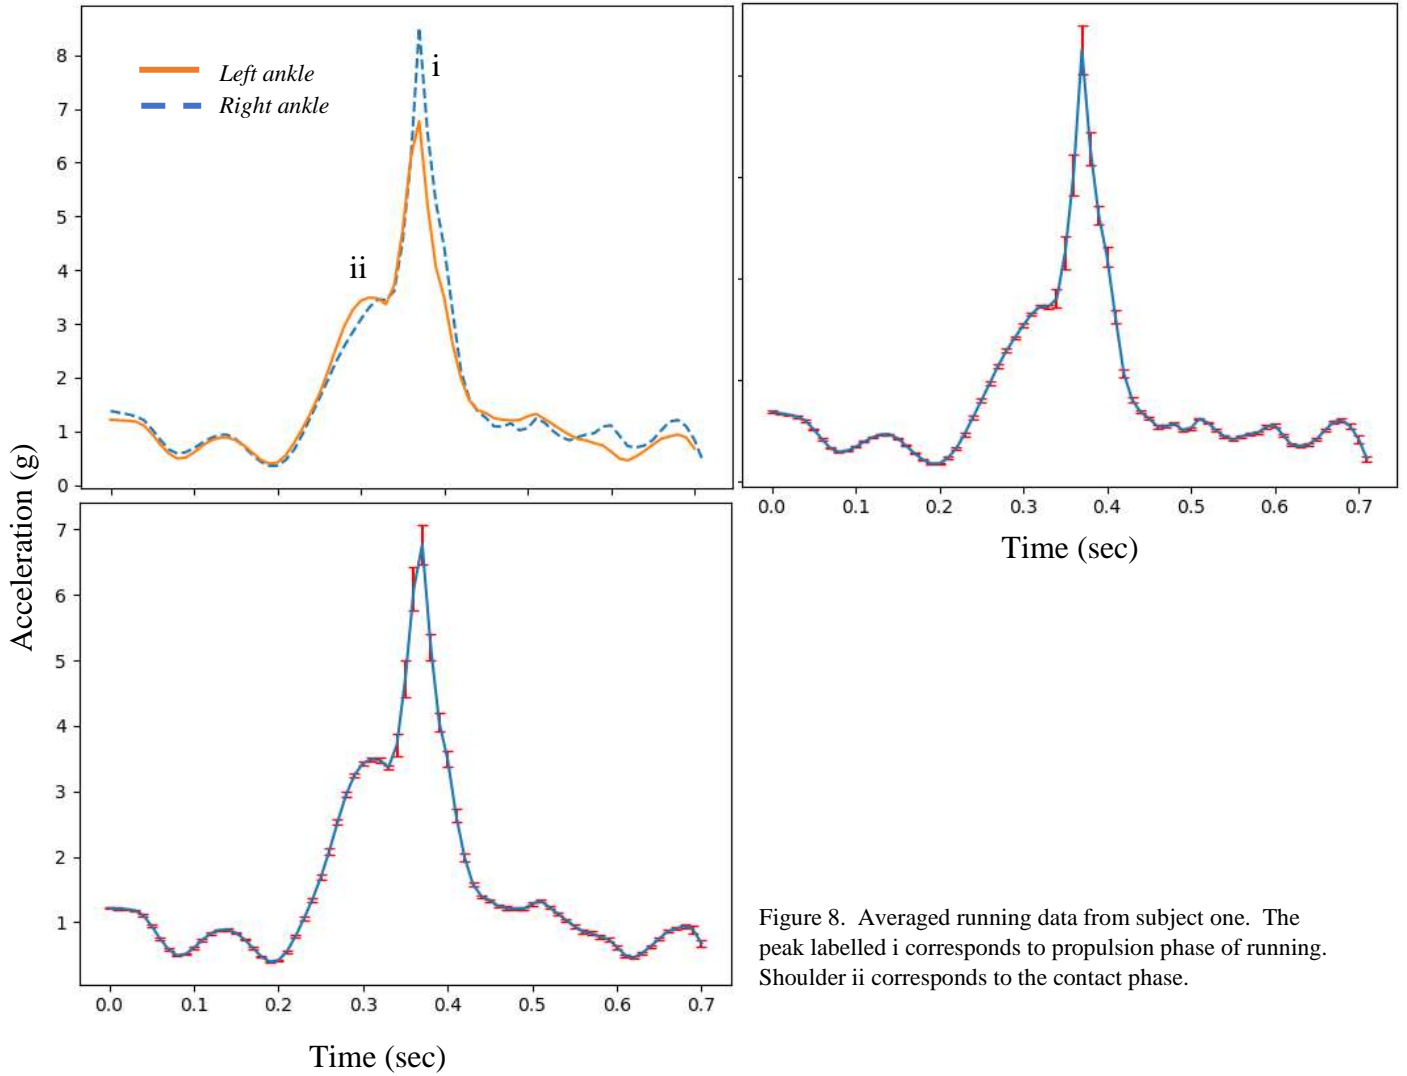 8
7
6
5
4
3
2
1
0
Left ankle
Right ankle
i
ii
0.0 0.1 0.2 0.3 0.4 0.5 0.6 0.7
Time (sec)
Acceleration (g)
7
6
5
4
3
2
1
0.0 0.1 0.2 0.3 0.4 0.5 0.6 0.7
Time (sec)
Figure 8. Averaged running data from subject one. The
peak labelled i corresponds to propulsion phase of running.
Shoulder ii corresponds to the contact phase.